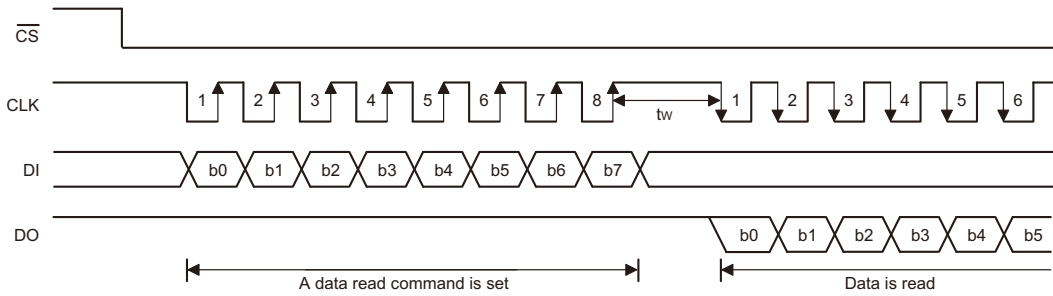 CS
CLK 1 2 3 4 5 6 7 8 tw 1 2 3 4 5 6
DI b0 b1 b2 b3 b4 b5 b6 b7
DO b0 b1 b2 b3 b4 b5
A data read command is set Data is read